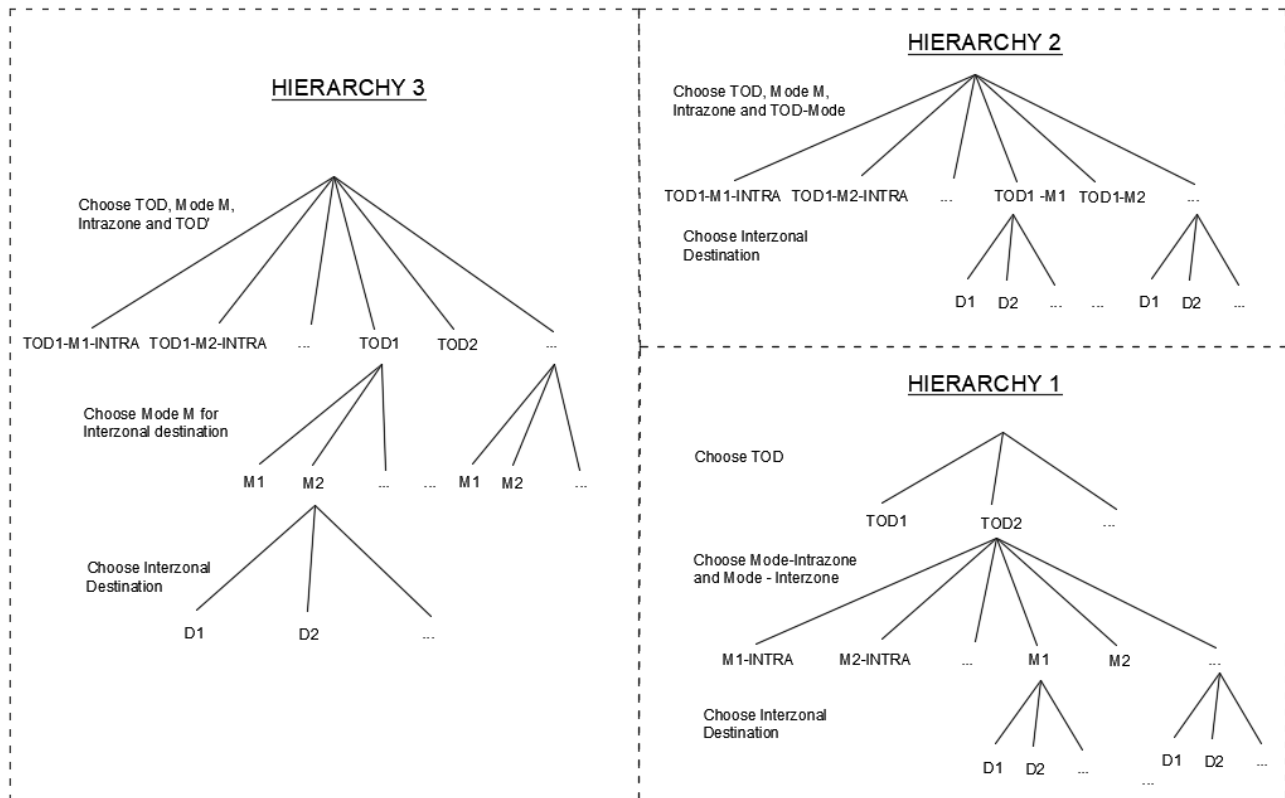 HIERARCHY 3
Choose TOD, Mode M,
Intrazone and TOD'
TOD1-M1-INTRA TOD1-M2-INTRA ... TOD1 TOD2 ...
Choose Mode M for
Interzonal destination
M1 M2 ... ... M1 M2 ...
Choose Interzonal
Destination
D1 D2 ...
HIERARCHY 2
Choose TOD, Mode M,
Intrazone and TOD-Mode
TOD1-M1-INTRA TOD1-M2-INTRA ... TOD1 -M1 TOD1-M2 ...
Choose Interzonal
Destination
D1 D2 ... ... D1 D2 ...
HIERARCHY 1
Choose TOD
TOD1 TOD2 ...
Choose Mode-Intrazone
and Mode - Interzone
M1-INTRA M2-INTRA ... M1 M2 ...
Choose Interzonal
Destination
D1 D2 ... ... D1 D2 ...